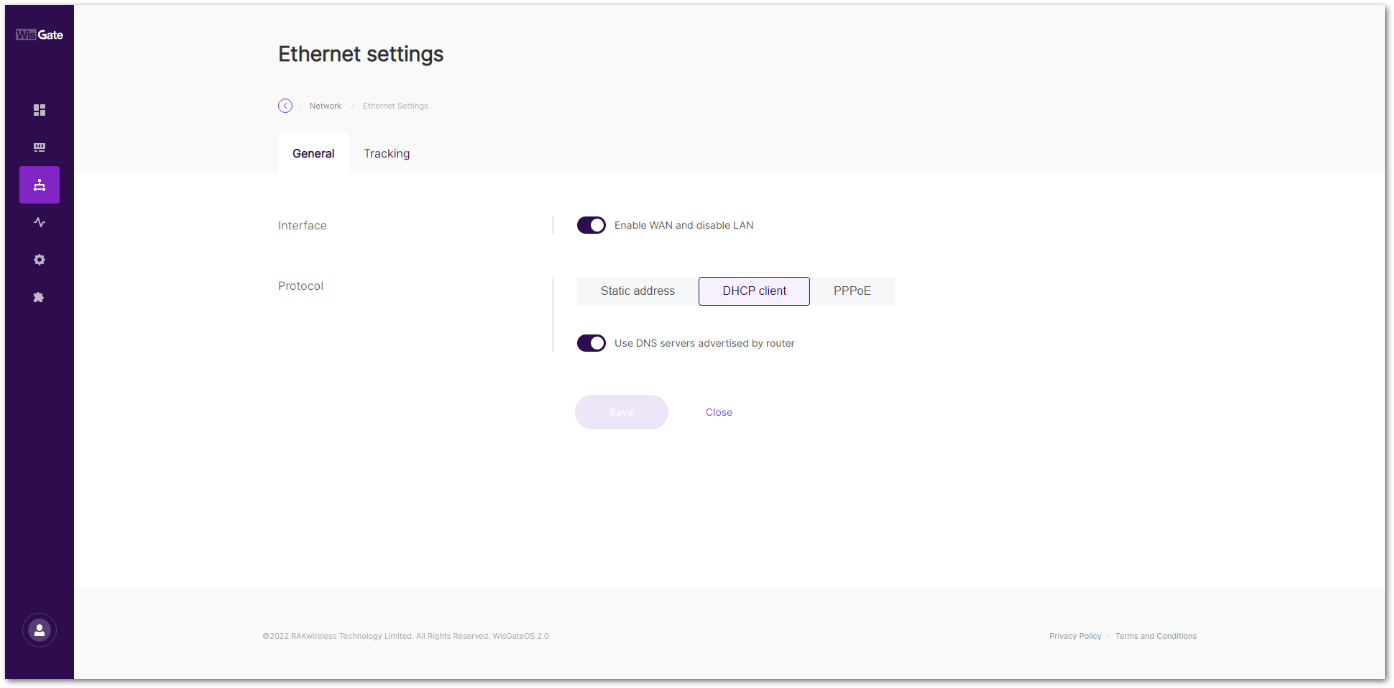 WisGate
Ethernet settings
Network
Ethernet Settings
General
Tracking
Interface
Enable WAN and disable LAN
Protocol
Static address
DHCP client
PPPoE
Use DNS servers advertised by router
Save
Close
©2022 RAKwireless Technology Limited. All Rights Reserved. WisGateOS 2.0
Privacy Policy · Terms and Conditions